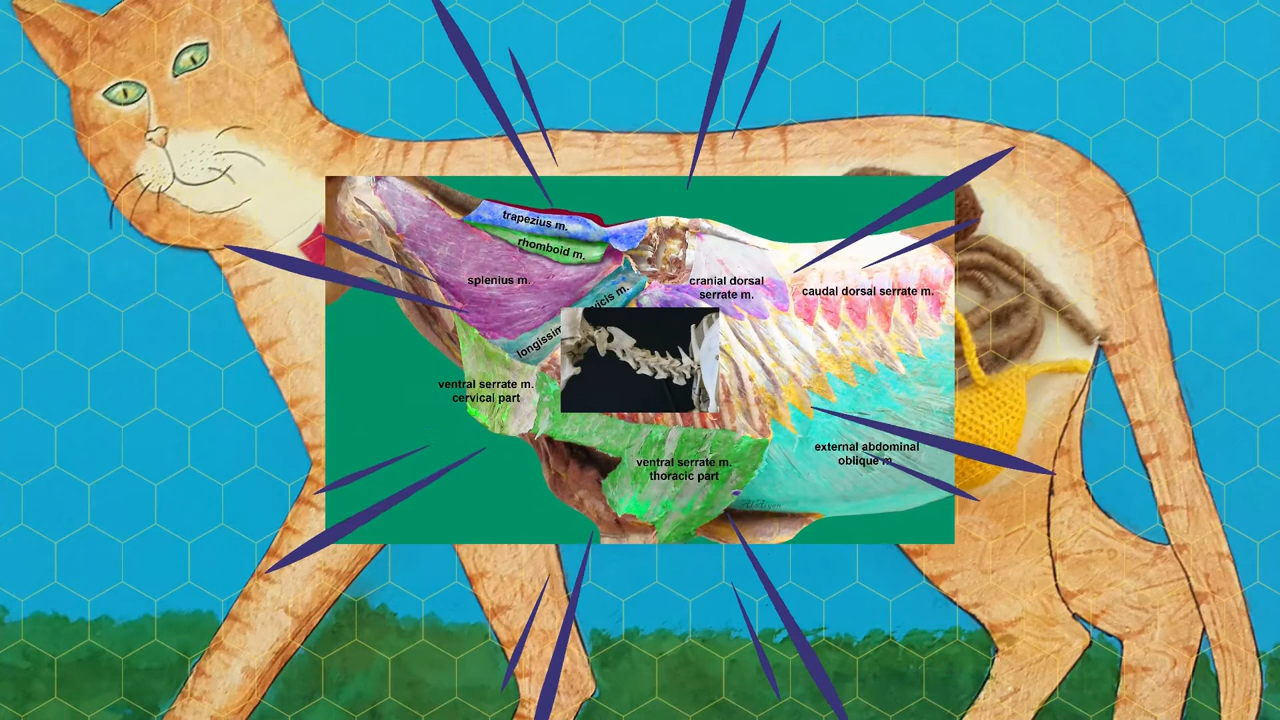 trapezius m.
rhomboid m.
splenius m.
cranial dorsal
serrate m.
caudal dorsal serrate m.
ventral serrate m.
cervical part
external abdominal
oblique m.
ventral serrate m.
thoracic part